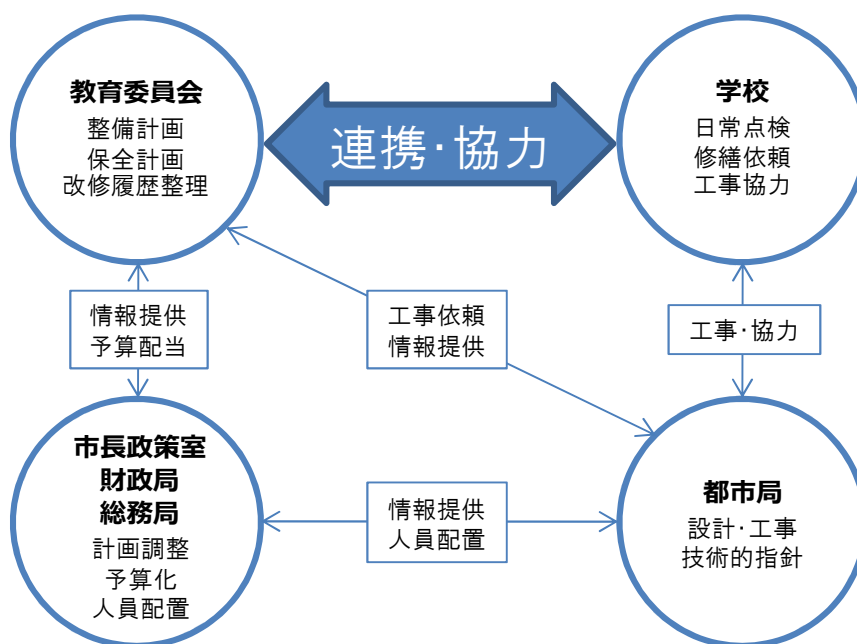 教育委員会
整備計画
保全計画
改修履歴整理
連携・協力
学校
日常点検
修繕依頼
工事協力
情報提供
予算配当
工事依頼
情報提供
工事・協力
市長政策室
財政局
総務局
計画調整
予算化
人員配置
情報提供
人員配置
都市局
設計・工事
技術的指針